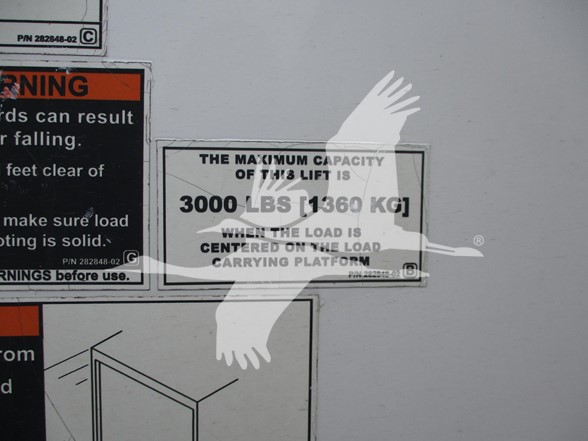 P/N 282848-02 C
RNING
rds can result
r falling.
feet clear of
make sure load
oting is solid.
P/N 282848-02 G
RNINGS before use.
THE MAXIMUM CAPACITY
OF THIS LIFT IS
3000 LBS [1360 KG]
WHEN THE LOAD IS
CENTERED ON THE LOAD
CARRYING PLATFORM
P/N 282848-02 D
rom
d
®